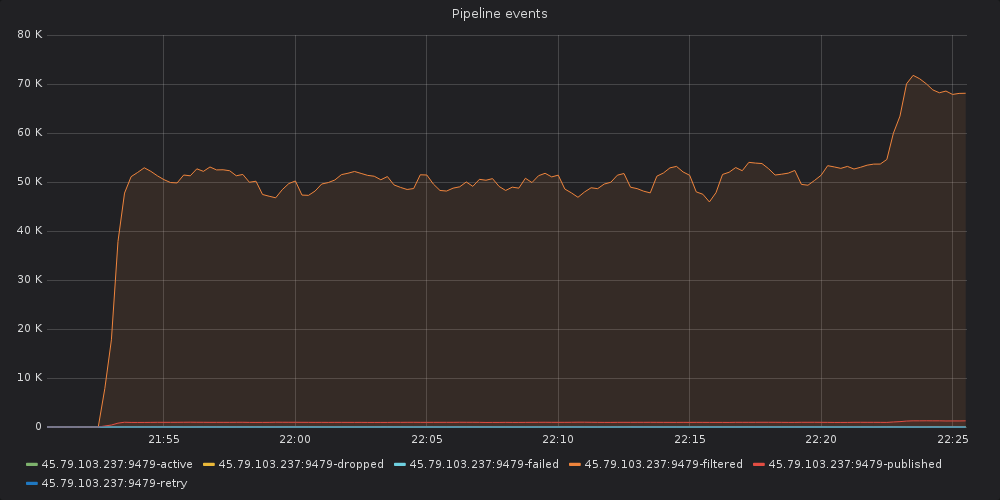 Pipeline events
80 K
70 K
60 K
50 K
40 K
30 K
20 K
10 K
0
21:55 22:00 22:05 22:10 22:15 22:20 22:25
45.79.103.237:9479-active 45.79.103.237:9479-dropped 45.79.103.237:9479-failed 45.79.103.237:9479-filtered 45.79.103.237:9479-published
45.79.103.237:9479-retry